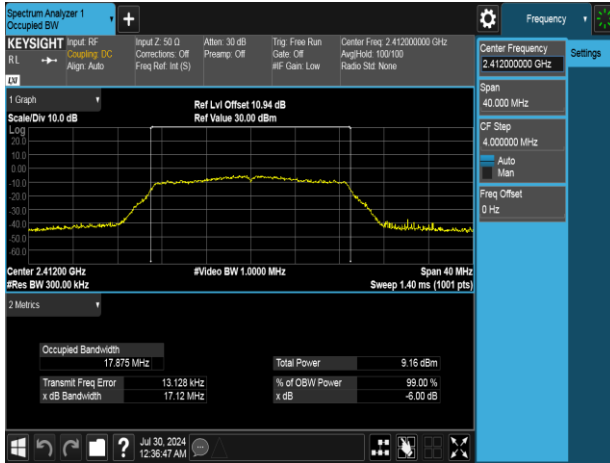 Spectrum Analyzer 1
Occupied BW
Frequency
KEYSIGHT
RL
Input: RF
Coupling: DC
Align: Auto
Input Z: 50 Ω
Corrections: Off
Freq Ref: Int (S)
Atten: 30 dB
Preamp: Off
Trig: Free Run
Gate: Off
#IF Gain: Low
Center Freq: 2.412000000 GHz
Avg|Hold: 100/100
Radio Std: None
Center Frequency
2.412000000 GHz
Settings
Span
40.000 MHz
CF Step
4.000000 MHz
Auto
Man
Freq Offset
0 Hz
1 Graph
Scale/Div 10.0 dB
Ref Lvl Offset 10.94 dB
Ref Value 30.00 dBm
Log
20.0
10.0
0.00
-10.0
-20.0
-30.0
-40.0
-50.0
-60.0
Center 2.41200 GHz
#Res BW 300.00 kHz
#Video BW 1.0000 MHz
Span 40 MHz
Sweep 1.40 ms (1001 pts)
2 Metrics
Occupied Bandwidth
17.875 MHz
Total Power 9.16 dBm
Transmit Freq Error 13.128 kHz
% of OBW Power 99.00 %
x dB Bandwidth 17.12 MHz
x dB -6.00 dB
?
Jul 30, 2024
12:36:47 AM